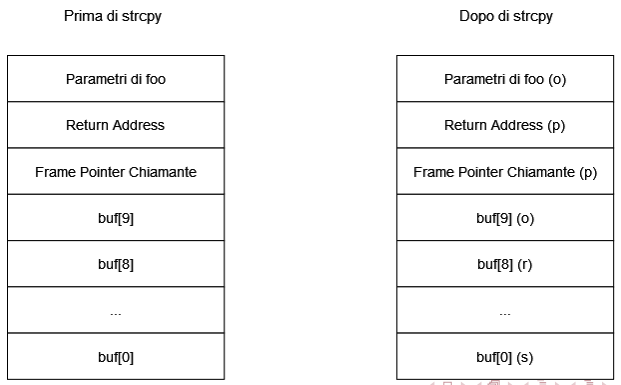 Prima di strcpy
Parametri di foo
Return Address
Frame Pointer Chiamante
buf[9]
buf[8]
...
buf[0]
Dopo di strcpy
Parametri di foo (o)
Return Address (p)
Frame Pointer Chiamante (p)
buf[9] (o)
buf[8] (r)
...
buf[0] (s)